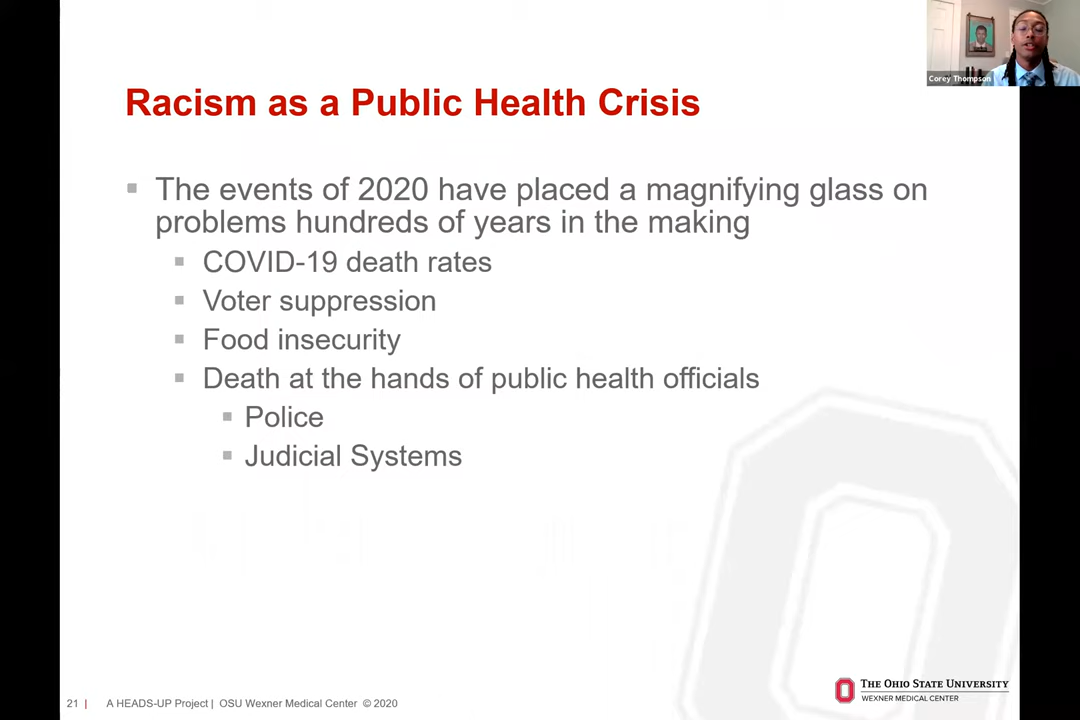 Corey Thompson
Racism as a Public Health Crisis
The events of 2020 have placed a magnifying glass on
problems hundreds of years in the making
COVID-19 death rates
Voter suppression
Food insecurity
Death at the hands of public health officials
Police
Judicial Systems
21 | A HEADS-UP Project | OSU Wexner Medical Center © 2020
THE OHIO STATE UNIVERSITY
WEXNER MEDICAL CENTER